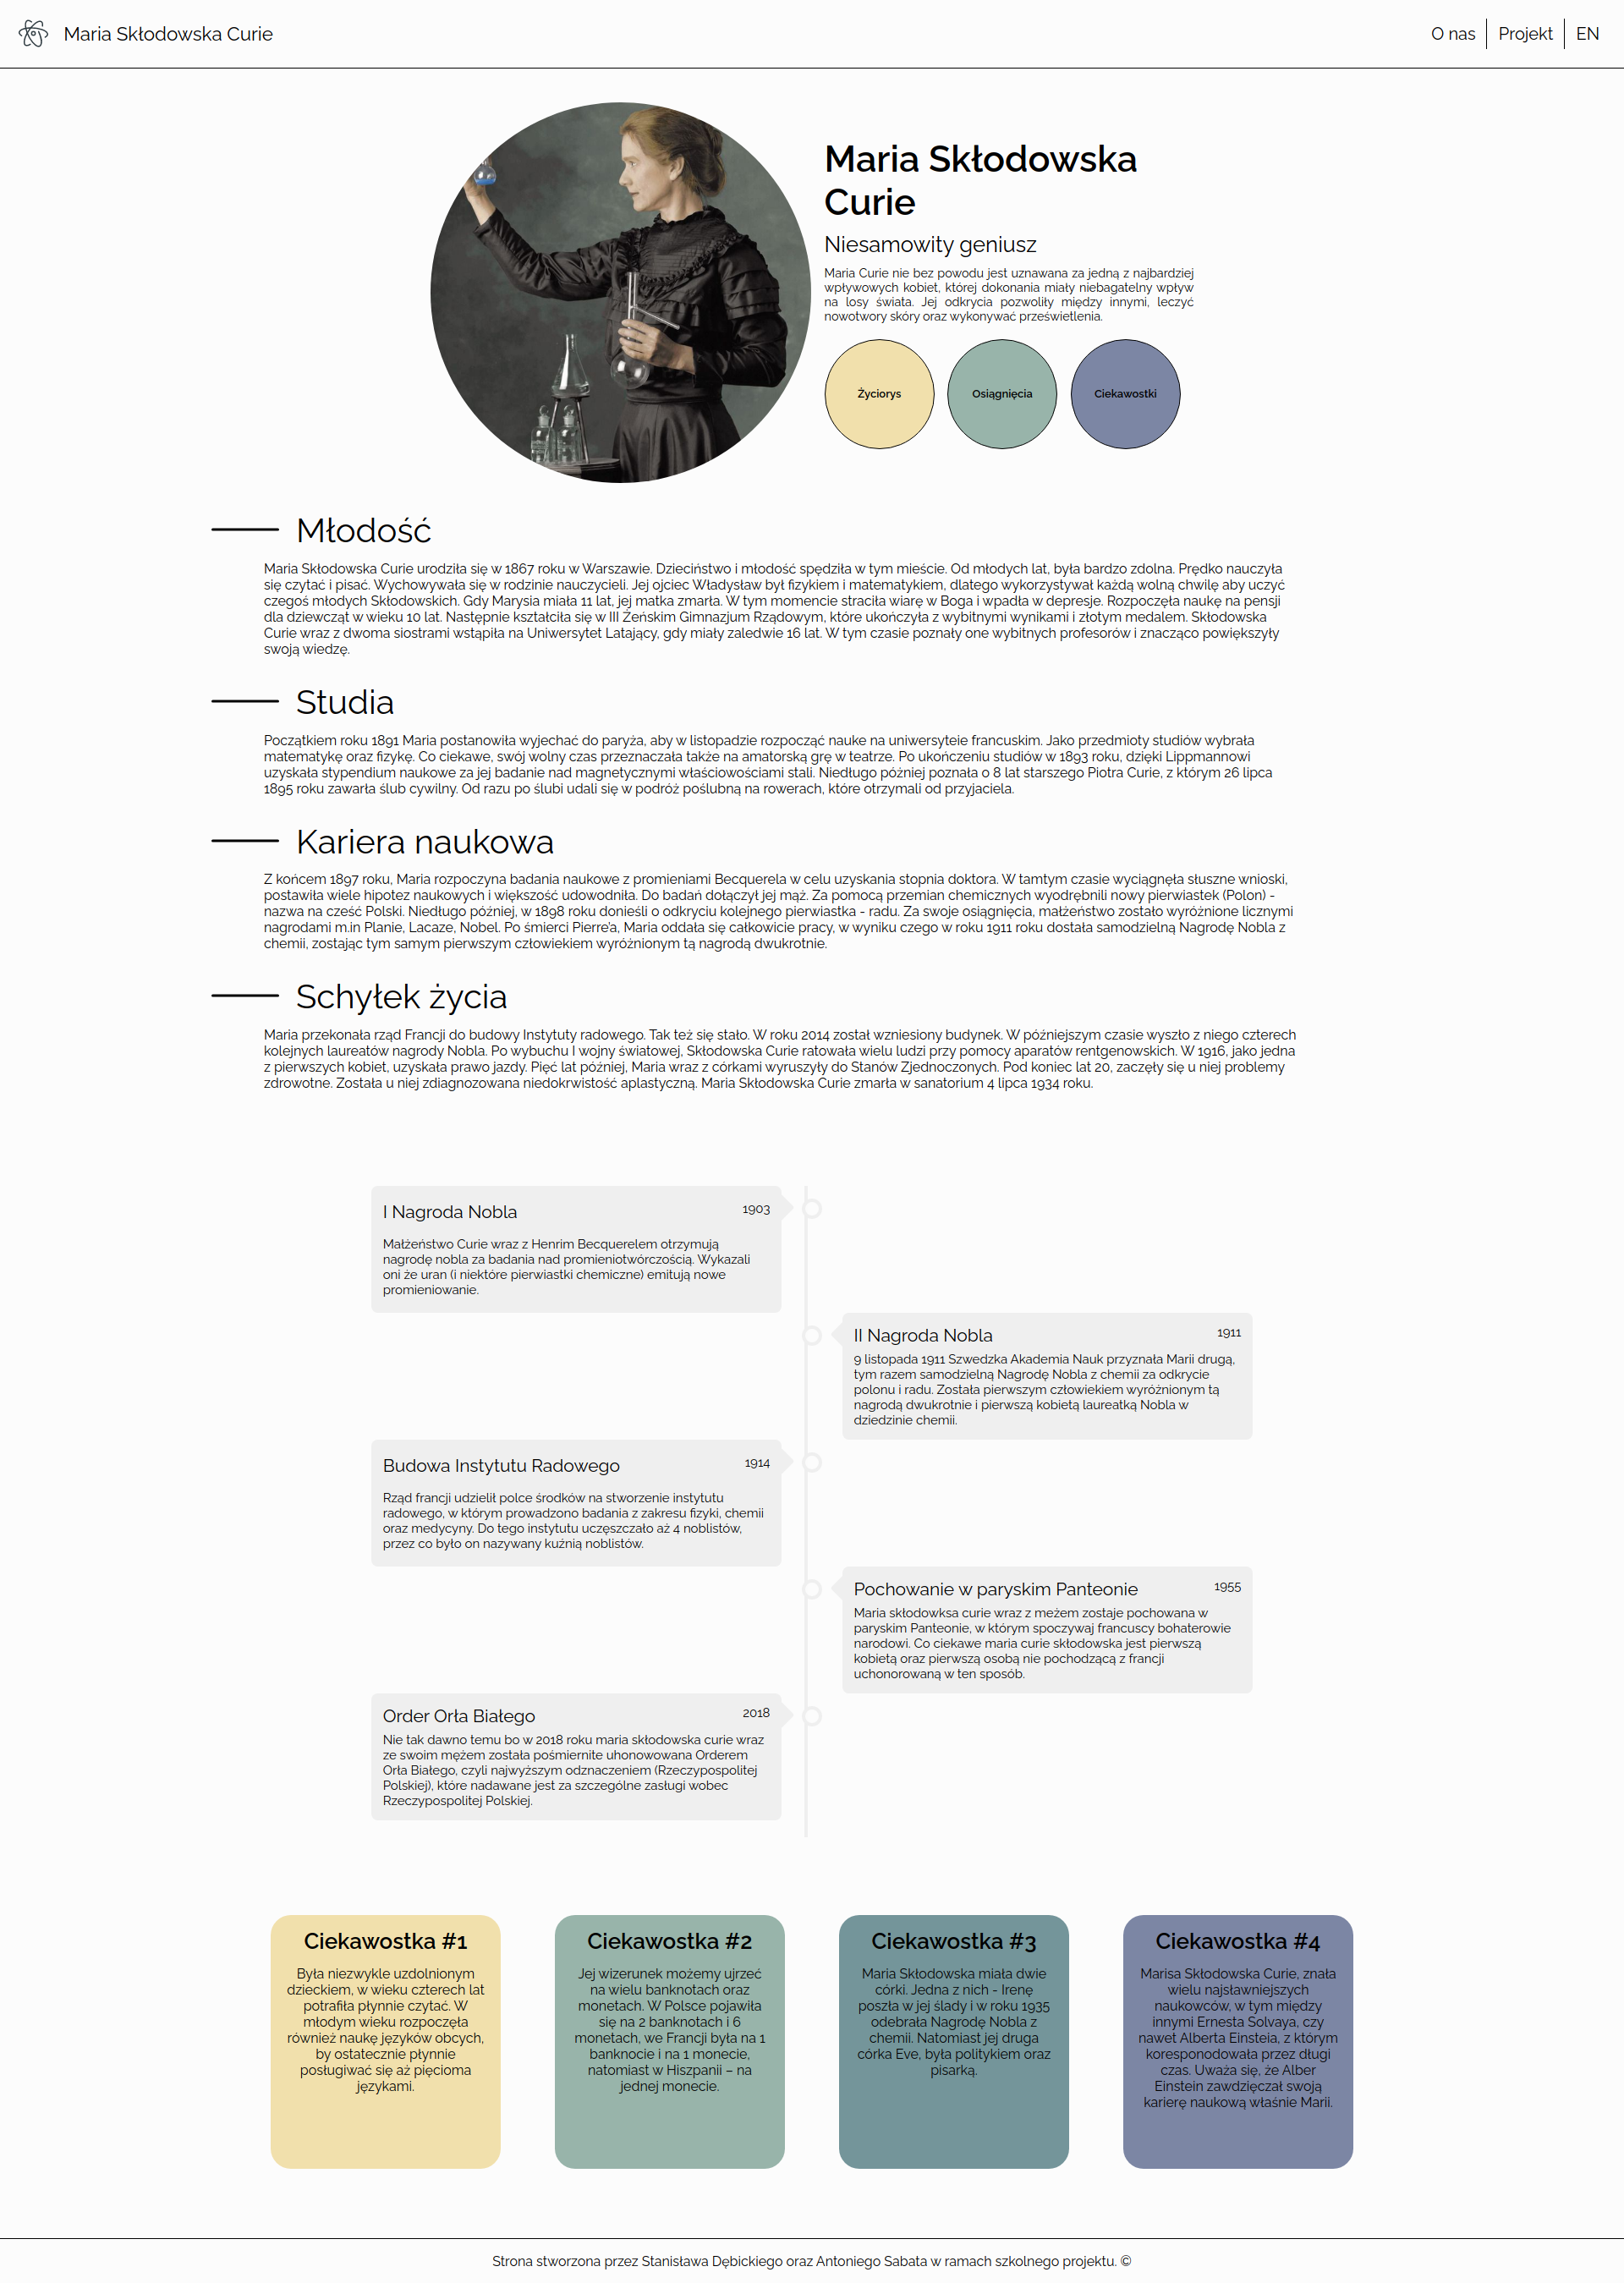 Maria Skłodowska Curie
O nas
Projekt
EN
Maria Skłodowska
Curie
Niesamowity geniusz
Maria Curie nie bez powodu jest uznawana za jedną z najbardziej
wpływowych kobiet, której dokonania miały niebagatelny wpływ
na losy świata. Jej odkrycia pozwoliły między innymi, leczyć
nowotwory skóry oraz wykonywać prześwietlenia.
Życiorys
Osiągnięcia
Ciekawostki
Młodość
Maria Skłodowska Curie urodziła się w 1867 roku w Warszawie. Dzieciństwo i młodość spędziła w tym mieście. Od młodych lat, była bardzo zdolna. Prędko nauczyła
się czytać i pisać. Wychowywała się w rodzinie nauczycieli. Jej ojciec Władysław był fizykiem i matematykiem, dlatego wykorzystywał każdą wolną chwilę aby uczyć
czegoś młodych Skłodowskich. Gdy Marysia miała 11 lat, jej matka zmarła. W tym momencie straciła wiarę w Boga i wpadła w depresje. Rozpoczęła naukę na pensji
dla dziewcząt w wieku 10 lat. Następnie kształciła się w III Żeńskim Gimnazjum Rządowym, które ukończyła z wybitnymi wynikami i złotym medalem. Skłodowska
Curie wraz z dwoma siostrami wstąpiła na Uniwersytet Latający, gdy miały zaledwie 16 lat. W tym czasie poznały one wybitnych profesorów i znacząco powiększyły
swoją wiedzę.
Studia
Początkiem roku 1891 Maria postanowiła wyjechać do paryża, aby w listopadzie rozpocząć nauke na uniwersyteie francuskim. Jako przedmioty studiów wybrała
matematykę oraz fizykę. Co ciekawe, swój wolny czas przeznaczała także na amatorską grę w teatrze. Po ukończeniu studiów w 1893 roku, dzięki Lippmannowi
uzyskała stypendium naukowe za jej badanie nad magnetycznymi właściowościami stali. Niedługo później poznała o 8 lat starszego Piotra Curie, z którym 26 lipca
1895 roku zawarła ślub cywilny. Od razu po ślubi udali się w podróż poślubną na rowerach, które otrzymali od przyjaciela.
Kariera naukowa
Z końcem 1897 roku, Maria rozpoczyna badania naukowe z promieniami Becquerela w celu uzyskania stopnia doktora. W tamtym czasie wyciągnęła słuszne wnioski,
postawiła wiele hipotez naukowych i większość udowodniła. Do badań dołączył jej mąż. Za pomocą przemian chemicznych wyodrębnili nowy pierwiastek (Polon) -
nazwa na cześć Polski. Niedługo później, w 1898 roku donieśli o odkryciu kolejnego pierwiastka - radu. Za swoje osiągnięcia, małżeństwo zostało wyróżnione licznymi
nagrodami m.in Planie, Lacaze, Nobel. Po śmierci Pierre'a, Maria oddała się całkowicie pracy, w wyniku czego w roku 1911 roku dostała samodzielną Nagrodę Nobla z
chemii, zostając tym samym pierwszym człowiekiem wyróżnionym tą nagrodą dwukrotnie.
Schyłek życia
Maria przekonała rząd Francji do budowy Instytuty radowego. Tak też się stało. W roku 2014 został wzniesiony budynek. W późniejszym czasie wyszło z niego czterech
kolejnych laureatów nagrody Nobla. Po wybuchu I wojny światowej, Skłodowska Curie ratowała wielu ludzi przy pomocy aparatów rentgenowskich. W 1916, jako jedna
z pierwszych kobiet, uzyskała prawo jazdy. Pięć lat później, Maria wraz z córkami wyruszyły do Stanów Zjednoczonych. Pod koniec lat 20, zaczęły się u niej problemy
zdrowotne. Została u niej zdiagnozowana niedokrwistość aplastyczną. Maria Skłodowska Curie zmarła w sanatorium 4 lipca 1934 roku.
I Nagroda Nobla
1903
Małżeństwo Curie wraz z Henrim Becquerelem otrzymują
nagrodę nobla za badania nad promieniotwórczością. Wykazali
oni że uran (i niektóre pierwiastki chemiczne) emitują nowe
promieniowanie.
II Nagroda Nobla
1911
9 listopada 1911 Szwedzka Akademia Nauk przyznała Marii drugą,
tym razem samodzielną Nagrodę Nobla z chemii za odkrycie
polonu i radu. Została pierwszym człowiekiem wyróżnionym tą
nagrodą dwukrotnie i pierwszą kobietą laureatką Nobla w
dziedzinie chemii.
Budowa Instytutu Radowego
1914
Rząd francji udzielił polce środków na stworzenie instytutu
radowego, w którym prowadzono badania z zakresu fizyki, chemii
oraz medycyny. Do tego instytutu uczęszczało aż 4 noblistów,
przez co było on nazywany kuźnią noblistów.
Pochowanie w paryskim Panteonie
1955
Maria skłodowksa curie wraz z meżem zostaje pochowana w
paryskim Panteonie, w którym spoczywaj francuscy bohaterowie
narodowi. Co ciekawe maria curie skłodowska jest pierwszą
kobietą oraz pierwszą osobą nie pochodzącą z francji
uchonorowaną w ten sposób.
Order Orła Białego
2018
Nie tak dawno temu bo w 2018 roku maria skłodowska curie wraz
ze swoim mężem została pośmiernite uhonowowana Orderem
Orła Białego, czyli najwyższym odznaczeniem (Rzeczypospolitej
Polskiej), które nadawane jest za szczególne zasługi wobec
Rzeczypospolitej Polskiej.
Ciekawostka #1
Była niezwykle uzdolnionym
dzieckiem, w wieku czterech lat
potrafiła płynnie czytać. W
młodym wieku rozpoczęła
również naukę języków obcych,
by ostatecznie płynnie
posługiwać się aż pięcioma
językami.
Ciekawostka #2
Jej wizerunek możemy ujrzeć
na wielu banknotach oraz
monetach. W Polsce pojawiła
się na 2 banknotach i 6
monetach, we Francji była na 1
banknocie i na 1 monecie,
natomiast w Hiszpanii – na
jednej monecie.
Ciekawostka #3
Maria Skłodowska miała dwie
córki. Jedna z nich - Irenę
poszła w jej ślady i w roku 1935
odebrała Nagrodę Nobla z
chemii. Natomiast jej druga
córka Eve, była politykiem oraz
pisarką.
Ciekawostka #4
Marisa Skłodowska Curie, znała
wielu najsławniejszych
naukowców, w tym między
innymi Ernesta Solvaya, czy
nawet Alberta Einsteia, z którym
koresponodowała przez długi
czas. Uważa się, że Alber
Einstein zawdzięczał swoją
karierę naukową właśnie Marii.
Strona stworzona przez Stanisława Dębickiego oraz Antoniego Sabata w ramach szkolnego projektu. ©